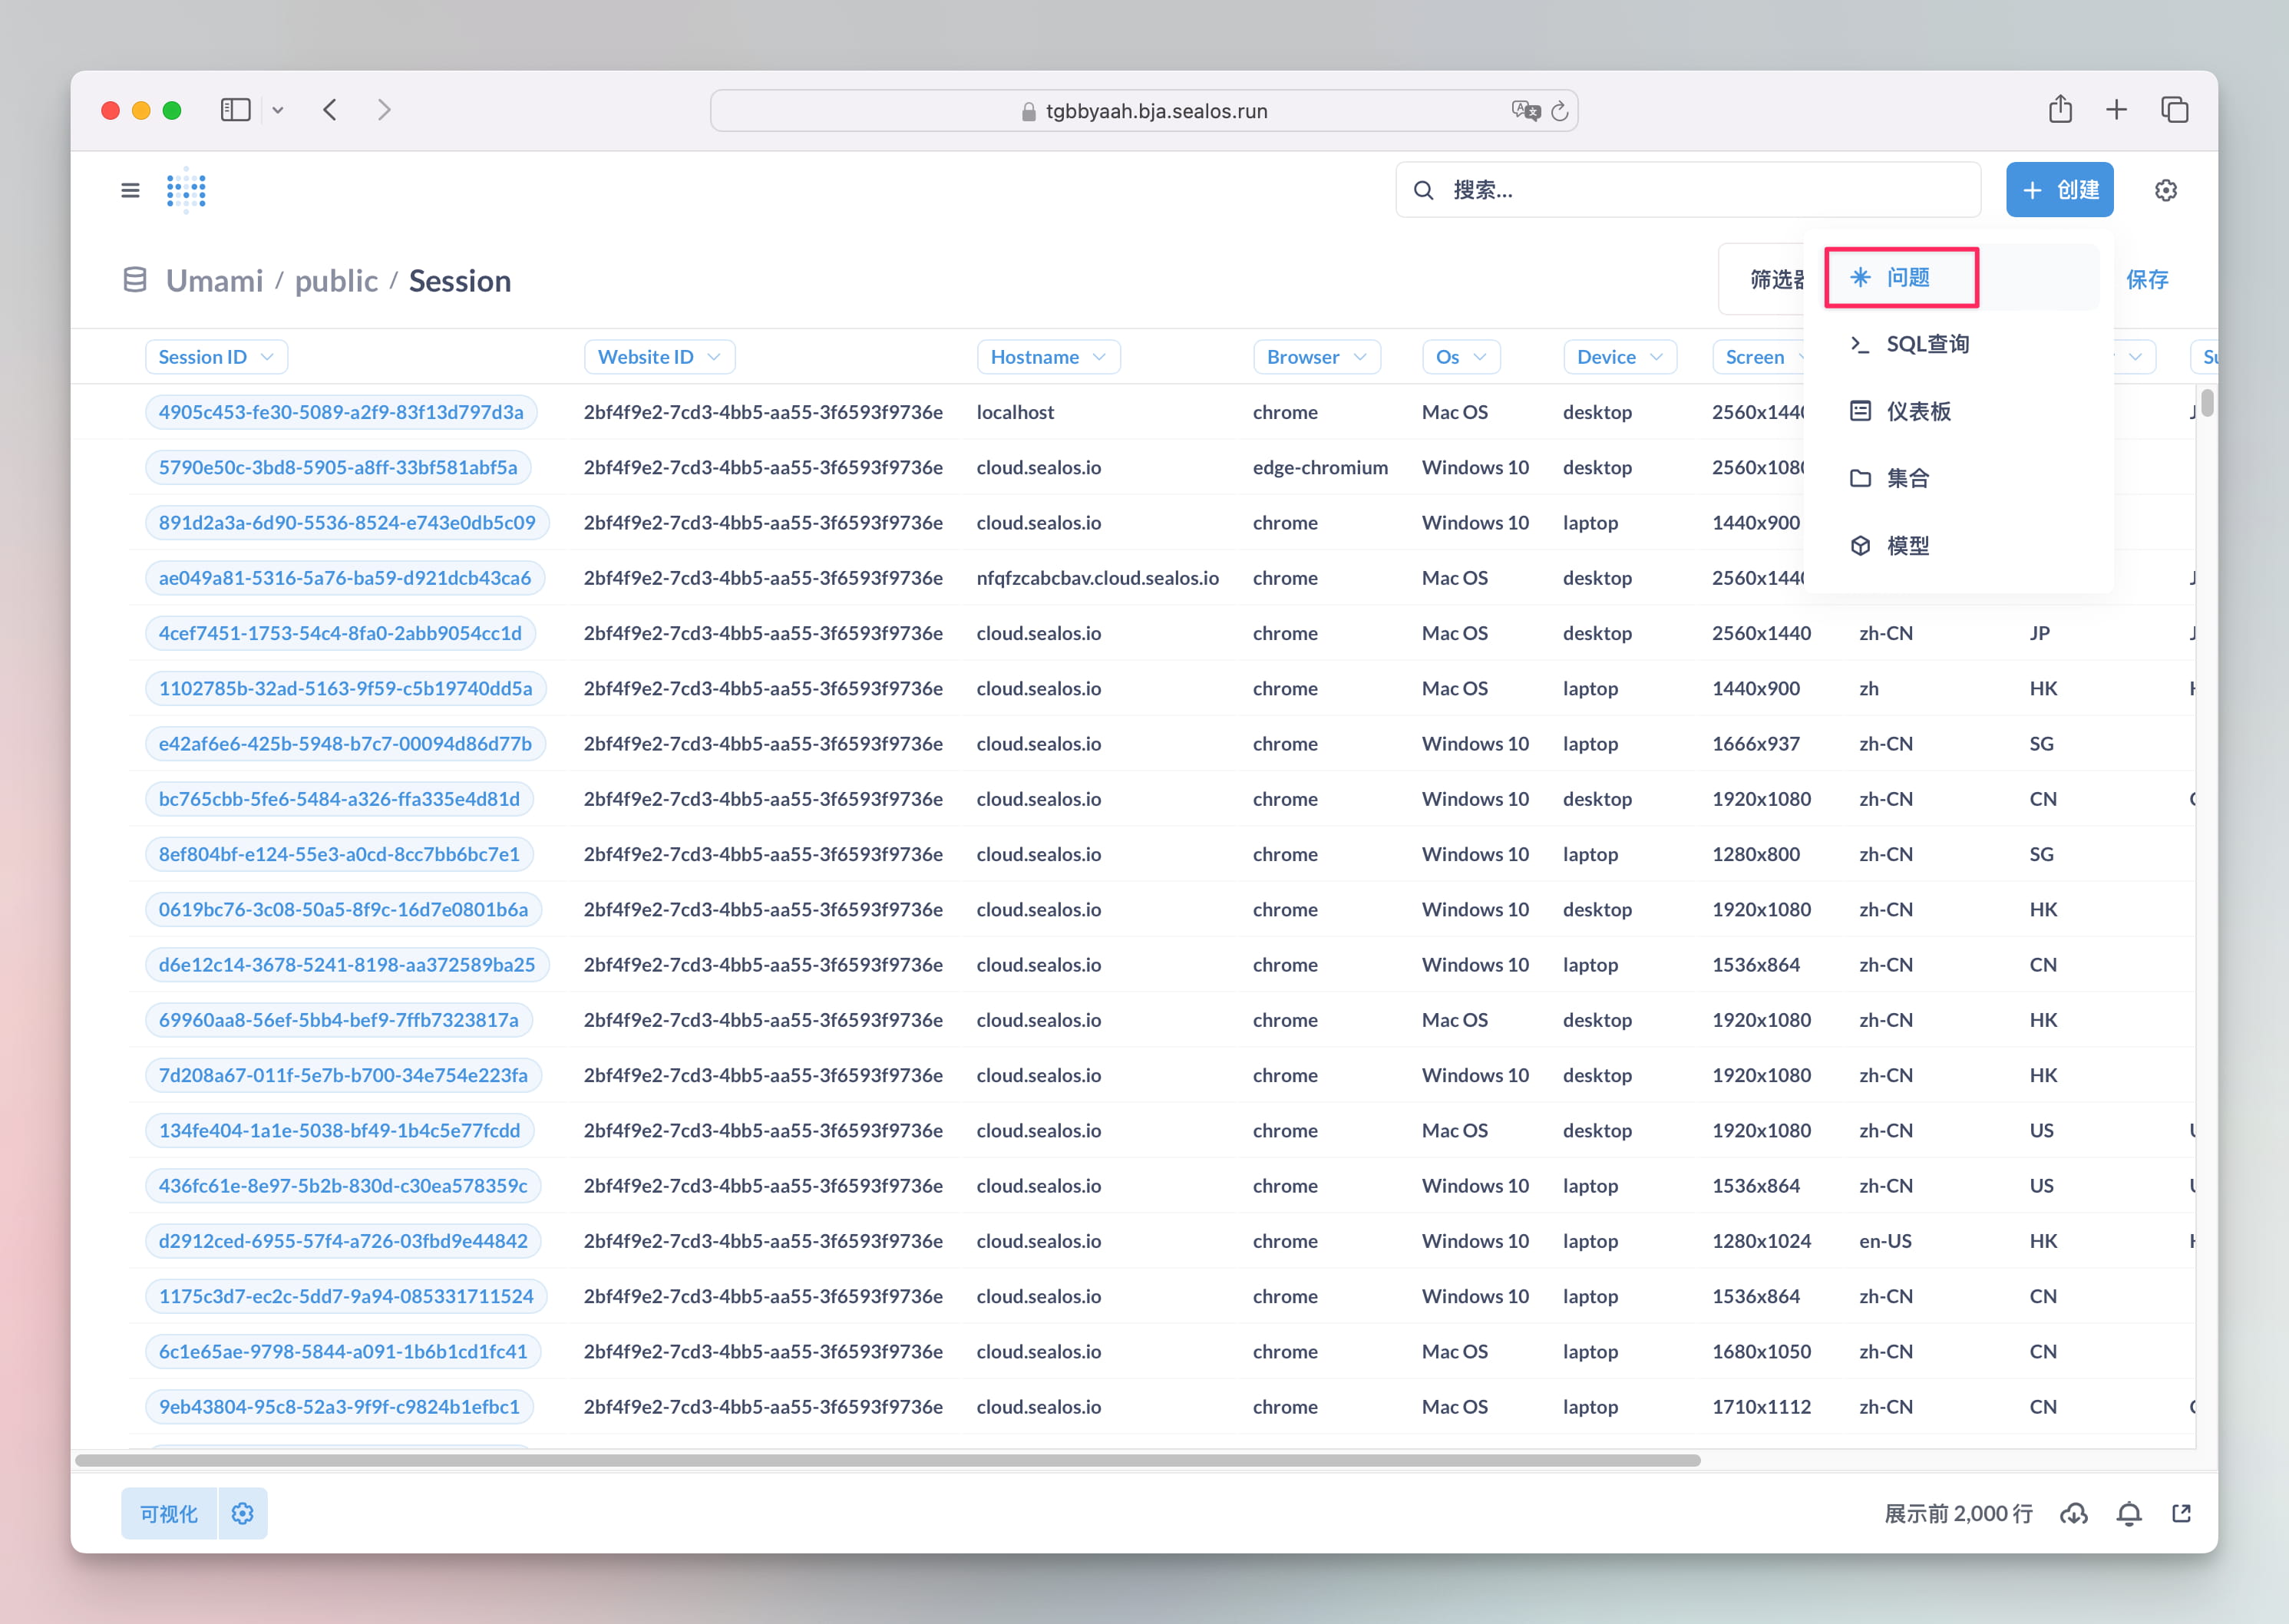 tgbbyaah.bja.sealos.run
搜索...
创建
Umami / public / Session
筛选器
保存
问题
SQL查询
仪表板
集合
模型
Session ID Website ID Hostname Browser Os Device Screen
4905c453-fe30-5089-a2f9-83f13d797d3a 2bf4f9e2-7cd3-4bb5-aa55-3f6593f9736e localhost chrome Mac OS desktop 2560x1440
5790e50c-3bd8-5905-a8ff-33bf581abf5a 2bf4f9e2-7cd3-4bb5-aa55-3f6593f9736e cloud.sealos.io edge-chromium Windows 10 desktop 2560x1080
891d2a3a-6d90-5536-8524-e743e0db5c09 2bf4f9e2-7cd3-4bb5-aa55-3f6593f9736e cloud.sealos.io chrome Windows 10 laptop 1440x900
ae049a81-5316-5a76-ba59-d921dcb43ca6 2bf4f9e2-7cd3-4bb5-aa55-3f6593f9736e nfqfzcabcbav.cloud.sealos.io chrome Mac OS desktop 2560x1440
4cef7451-1753-54c4-8fa0-2abb9054cc1d 2bf4f9e2-7cd3-4bb5-aa55-3f6593f9736e cloud.sealos.io chrome Mac OS desktop 2560x1440 zh-CN JP
1102785b-32ad-5163-9f59-c5b19740dd5a 2bf4f9e2-7cd3-4bb5-aa55-3f6593f9736e cloud.sealos.io chrome Mac OS laptop 1440x900 zh HK
e42af6e6-425b-5948-b7c7-00094d86d77b 2bf4f9e2-7cd3-4bb5-aa55-3f6593f9736e cloud.sealos.io chrome Windows 10 laptop 1666x937 zh-CN SG
bc765cbb-5fe6-5484-a326-ffa335e4d81d 2bf4f9e2-7cd3-4bb5-aa55-3f6593f9736e cloud.sealos.io chrome Windows 10 desktop 1920x1080 zh-CN CN
8ef804bf-e124-55e3-a0cd-8cc7bb6bc7e1 2bf4f9e2-7cd3-4bb5-aa55-3f6593f9736e cloud.sealos.io chrome Windows 10 laptop 1280x800 zh-CN SG
0619bc76-3c08-50a5-8f9c-16d7e0801b6a 2bf4f9e2-7cd3-4bb5-aa55-3f6593f9736e cloud.sealos.io chrome Windows 10 desktop 1920x1080 zh-CN HK
d6e12c14-3678-5241-8198-aa372589ba25 2bf4f9e2-7cd3-4bb5-aa55-3f6593f9736e cloud.sealos.io chrome Windows 10 laptop 1536x864 zh-CN CN
69960aa8-56ef-5bb4-bef9-7ffb7323817a 2bf4f9e2-7cd3-4bb5-aa55-3f6593f9736e cloud.sealos.io chrome Mac OS desktop 1920x1080 zh-CN HK
7d208a67-011f-5e7b-b700-34e754e223fa 2bf4f9e2-7cd3-4bb5-aa55-3f6593f9736e cloud.sealos.io chrome Windows 10 desktop 1920x1080 zh-CN HK
134fe404-1a1e-5038-bf49-1b4c5e77fcdd 2bf4f9e2-7cd3-4bb5-aa55-3f6593f9736e cloud.sealos.io chrome Mac OS desktop 1920x1080 zh-CN US
436fc61e-8e97-5b2b-830d-c30ea578359c 2bf4f9e2-7cd3-4bb5-aa55-3f6593f9736e cloud.sealos.io chrome Windows 10 laptop 1536x864 zh-CN US
d2912ced-6955-57f4-a726-03fbd9e44842 2bf4f9e2-7cd3-4bb5-aa55-3f6593f9736e cloud.sealos.io chrome Windows 10 laptop 1280x1024 en-US HK
1175c3d7-ec2c-5dd7-9a94-085331711524 2bf4f9e2-7cd3-4bb5-aa55-3f6593f9736e cloud.sealos.io chrome Windows 10 laptop 1536x864 zh-CN CN
6c1e65ae-9798-5844-a091-1b6b1cd1fc41 2bf4f9e2-7cd3-4bb5-aa55-3f6593f9736e cloud.sealos.io chrome Mac OS laptop 1680x1050 zh-CN CN
9eb43804-95c8-52a3-9f9f-c9824b1efbc1 2bf4f9e2-7cd3-4bb5-aa55-3f6593f9736e cloud.sealos.io chrome Mac OS laptop 1710x1112 zh-CN CN
可视化
展示前 2,000 行